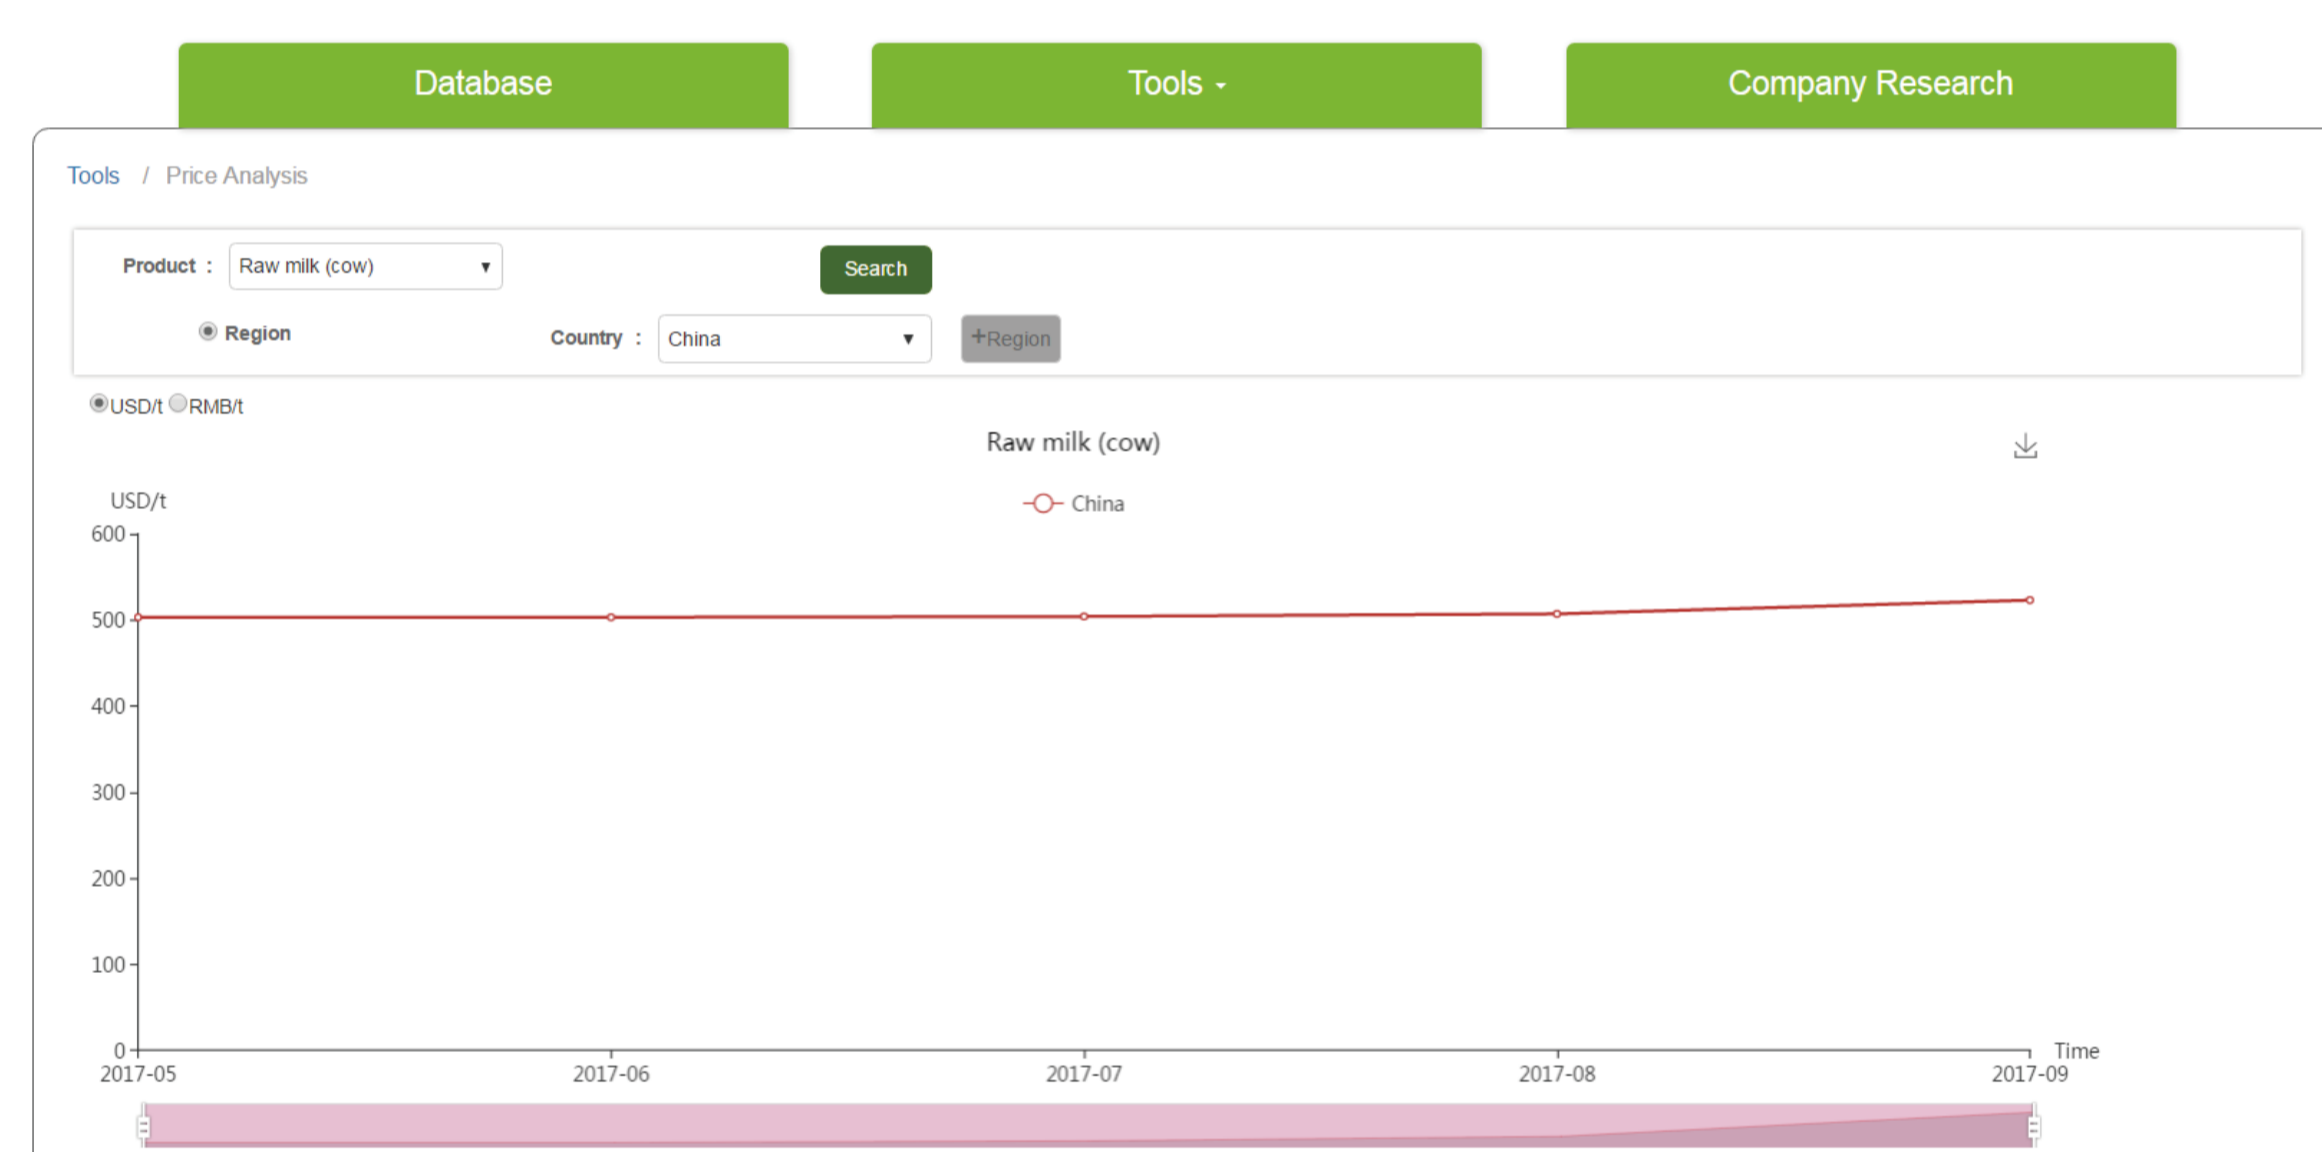 Database Tools Company Research
Tools / Price Analysis
Product : Raw milk (cow) Search
Region Country : China +Region
USD/t RMB/t
Raw milk (cow)
USD/t
China
600
500
400
300
200
100
0
Time
2017-05 2017-06 2017-07 2017-08 2017-09